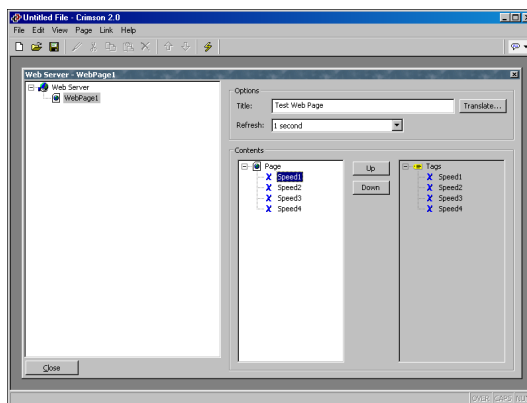 Untitled File - Crimson 2.0
File Edit View Page Link Help
Web Server - WebPage1
Web Server
WebPage1
Options
Title: Test Web Page Translate...
Refresh: 1 second
Contents
Page
Speed1
Speed2
Speed3
Speed4
Up
Down
Tags
Speed1
Speed2
Speed3
Speed4
Close
OVER CAPS